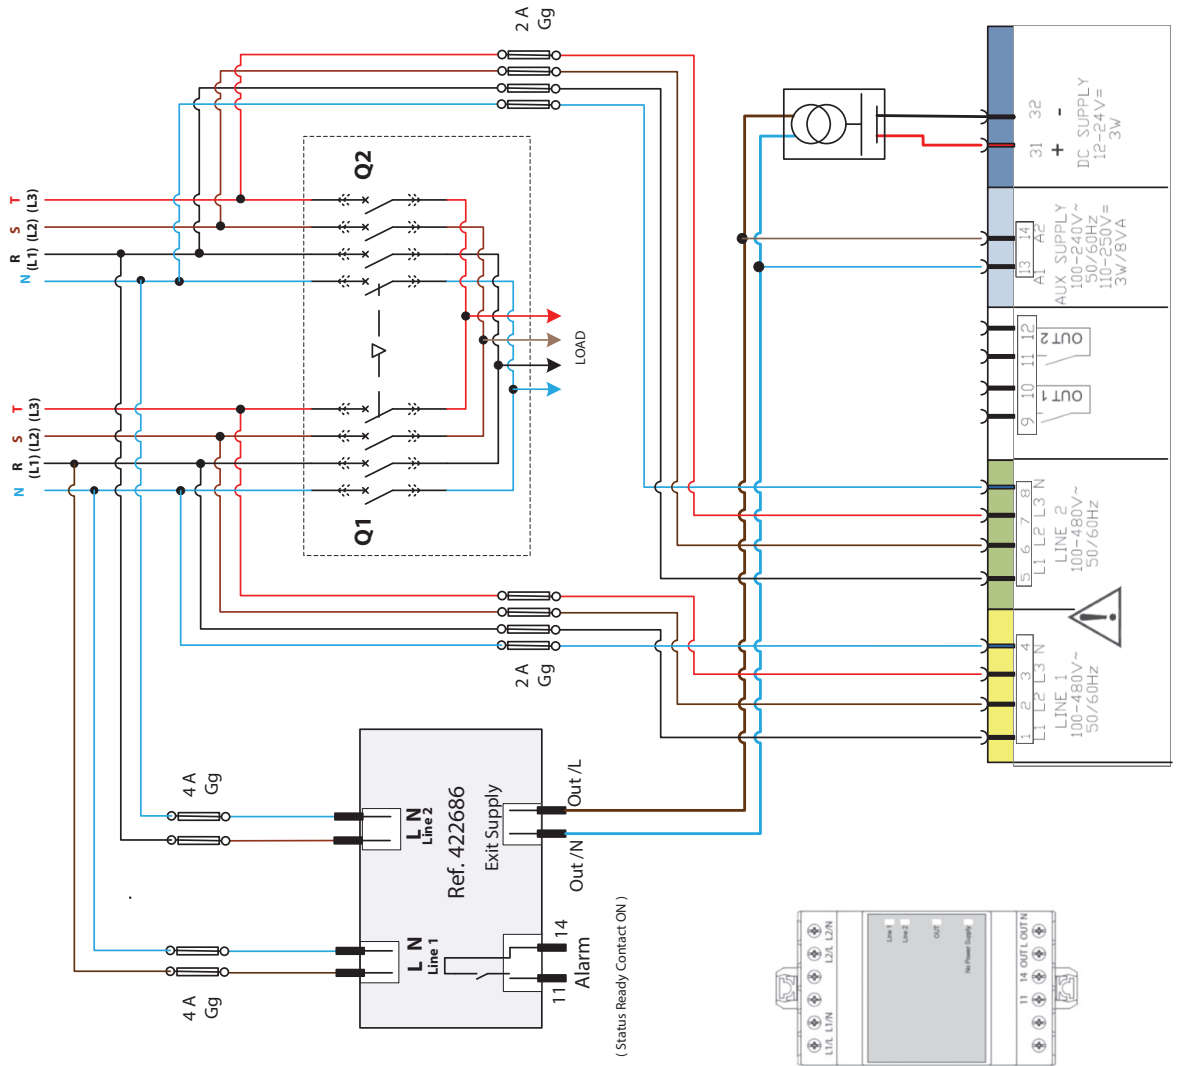 2 A
Gg
T
(L3)
S
(L2)
R
(L1)
N
Q2
T
(L3)
S
(L2)
R
(L1)
N
Q1
LOAD
2 A
Gg
4 A
Gg
4 A
Gg
L N
Line 2
L N
Line 1
Ref. 422686
Exit Supply
Out /L
Out /N
11
14
Alarm
( Status Ready Contact ON )
32
31
-
+
DC SUPPLY
12-24V=
3W
14
13
A2
A1
AUX SUPPLY
100-240V~
50/60Hz
110-250V=
3W/8VA
12
11
10
9
OUT2
OUT1
8
7
6
5
L1 L2 L3 N
LINE 2
100-480V~
50/60Hz
4
3
2
1
L1 L2 L3 N
LINE 1
100-480V~
50/60Hz
L1/L L1/N
L2/L L2/N
Line 1
Line 2
OUT
No Power Supply
11 14 OUT L OUT N